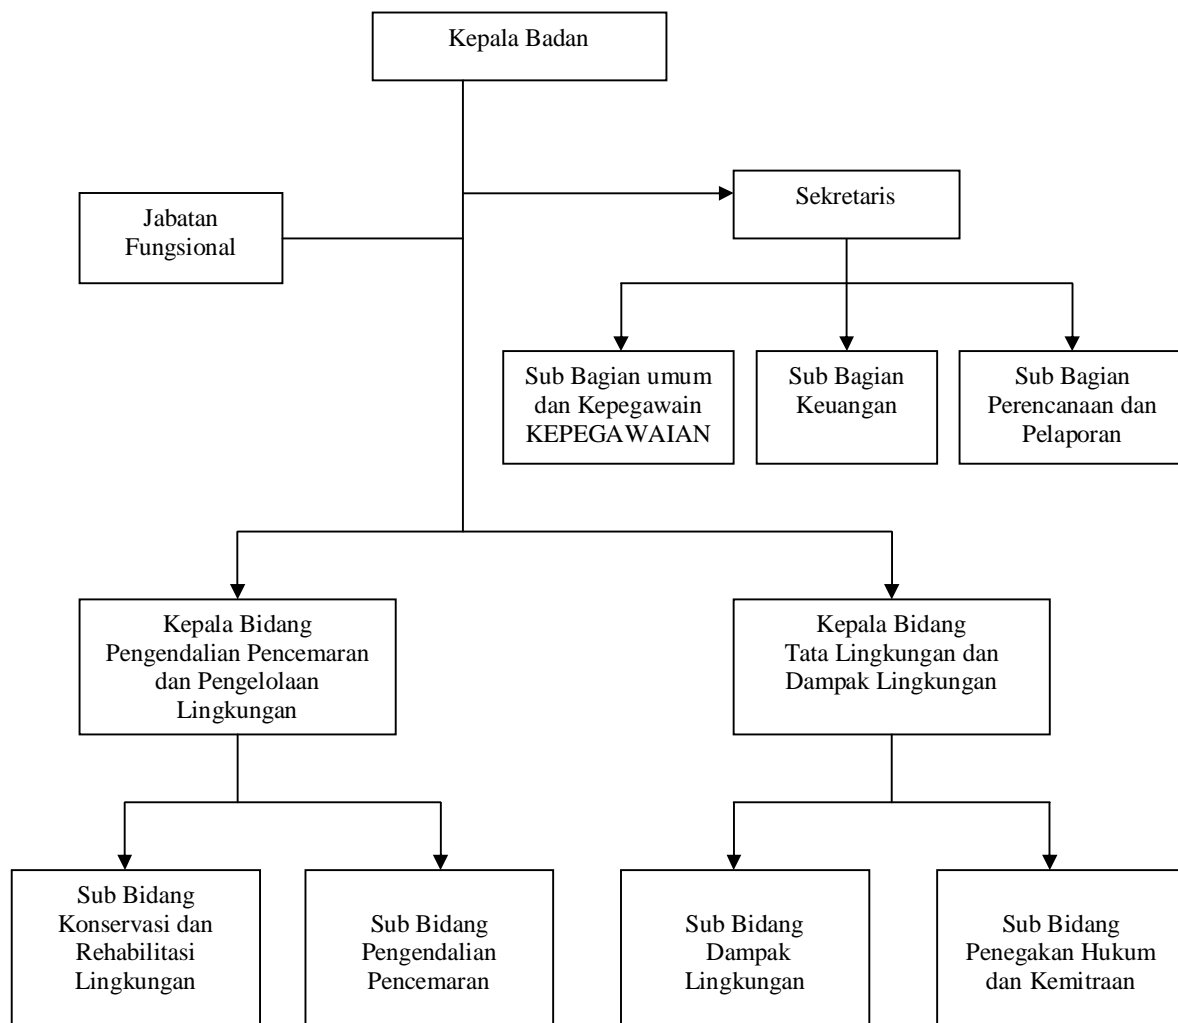 Kepala Badan
Sekretaris
Jabatan
Fungsional
Sub Bagian umum
dan Kepegawain
KEPEGAWAIAN
Sub Bagian
Keuangan
Sub Bagian
Perencanaan dan
Pelaporan
Kepala Bidang
Pengendalian Pencemaran
dan Pengelolaan
Lingkungan
Kepala Bidang
Tata Lingkungan dan
Dampak Lingkungan
Sub Bidang
Konservasi dan
Rehabilitasi
Lingkungan
Sub Bidang
Pengendalian
Pencemaran
Sub Bidang
Dampak
Lingkungan
Sub Bidang
Penegakan Hukum
dan Kemitraan